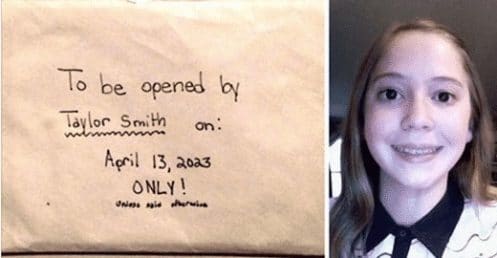 To be opened by
Taylor Smith on:
April 13, 2023
ONLY!
unless said otherwise